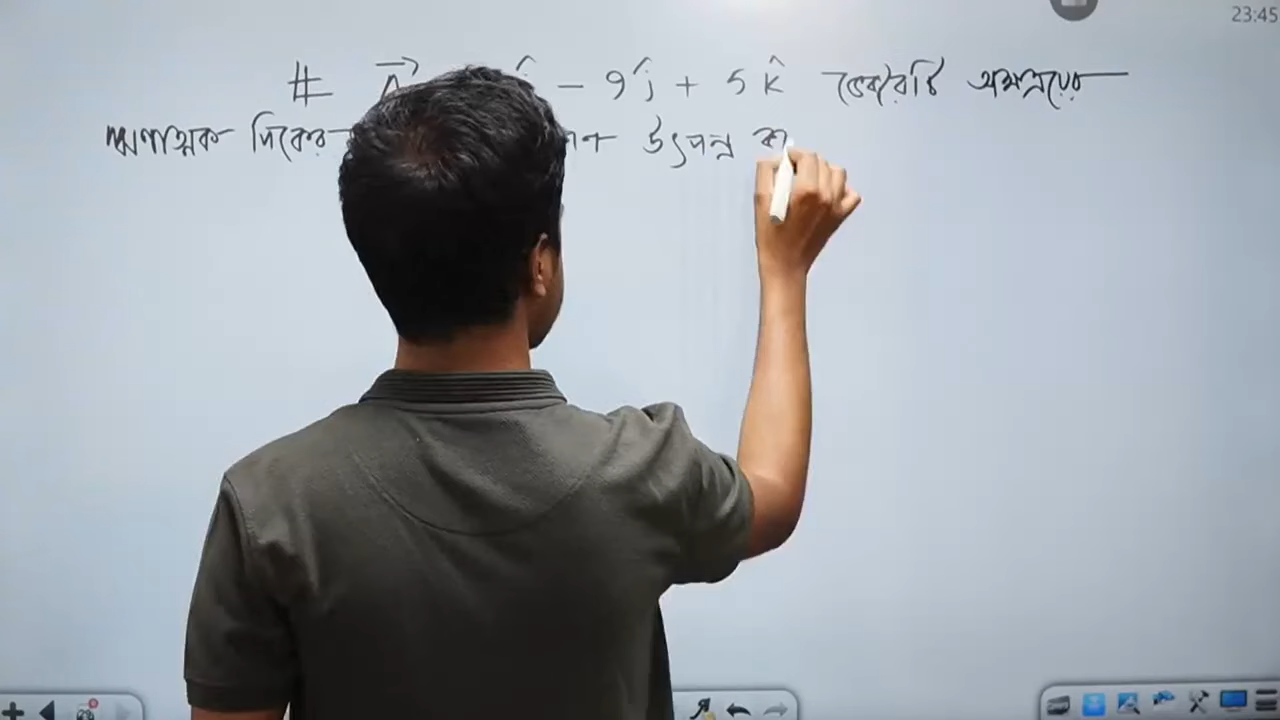 23:45
# A⃗ î − 9ĵ + 5k̂ ভেক্টরটি অক্ষত্রয়ের
ঋণাত্মক দিকের উৎপন্ন ক